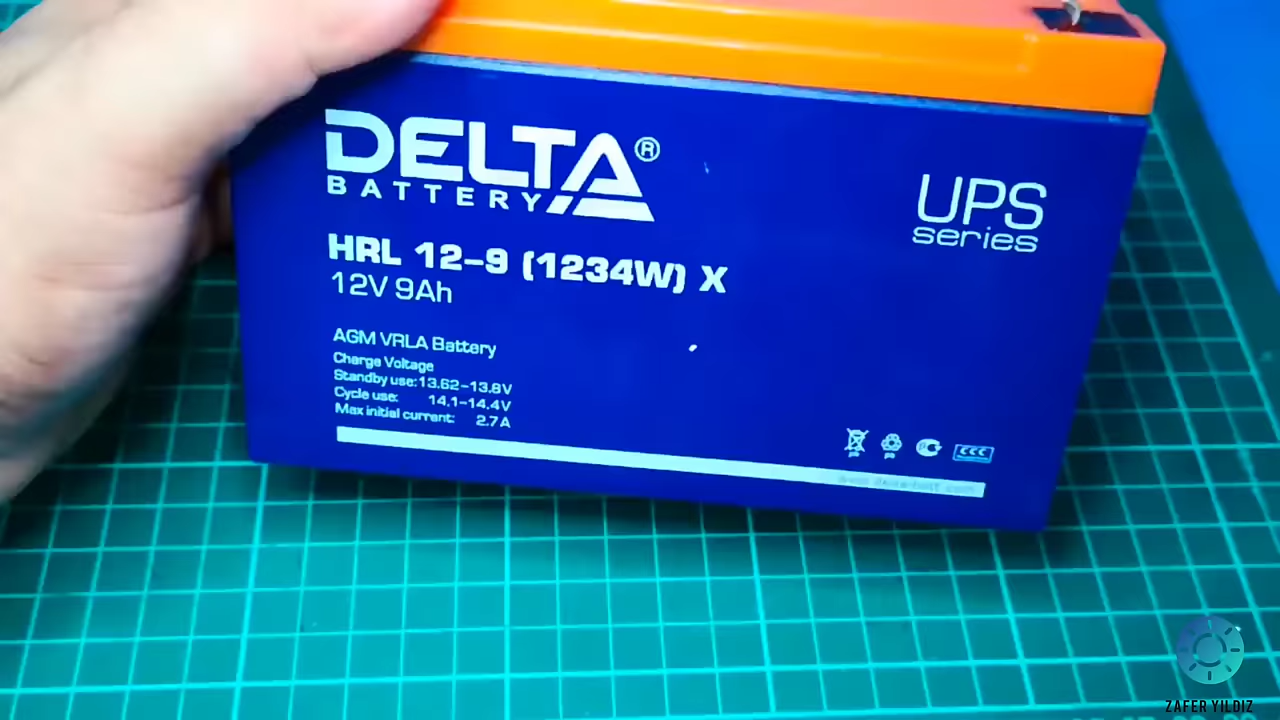 DELTA®
BATTERY
UPS
series
HRL 12-9 (1234W) X
12V 9Ah
AGM VRLA Battery
Charge Voltage
Standby use: 13.62-13.8V
Cycle use: 14.1-14.4V
Max initial current: 2.7A
CCC
ZAFER YILDIZ